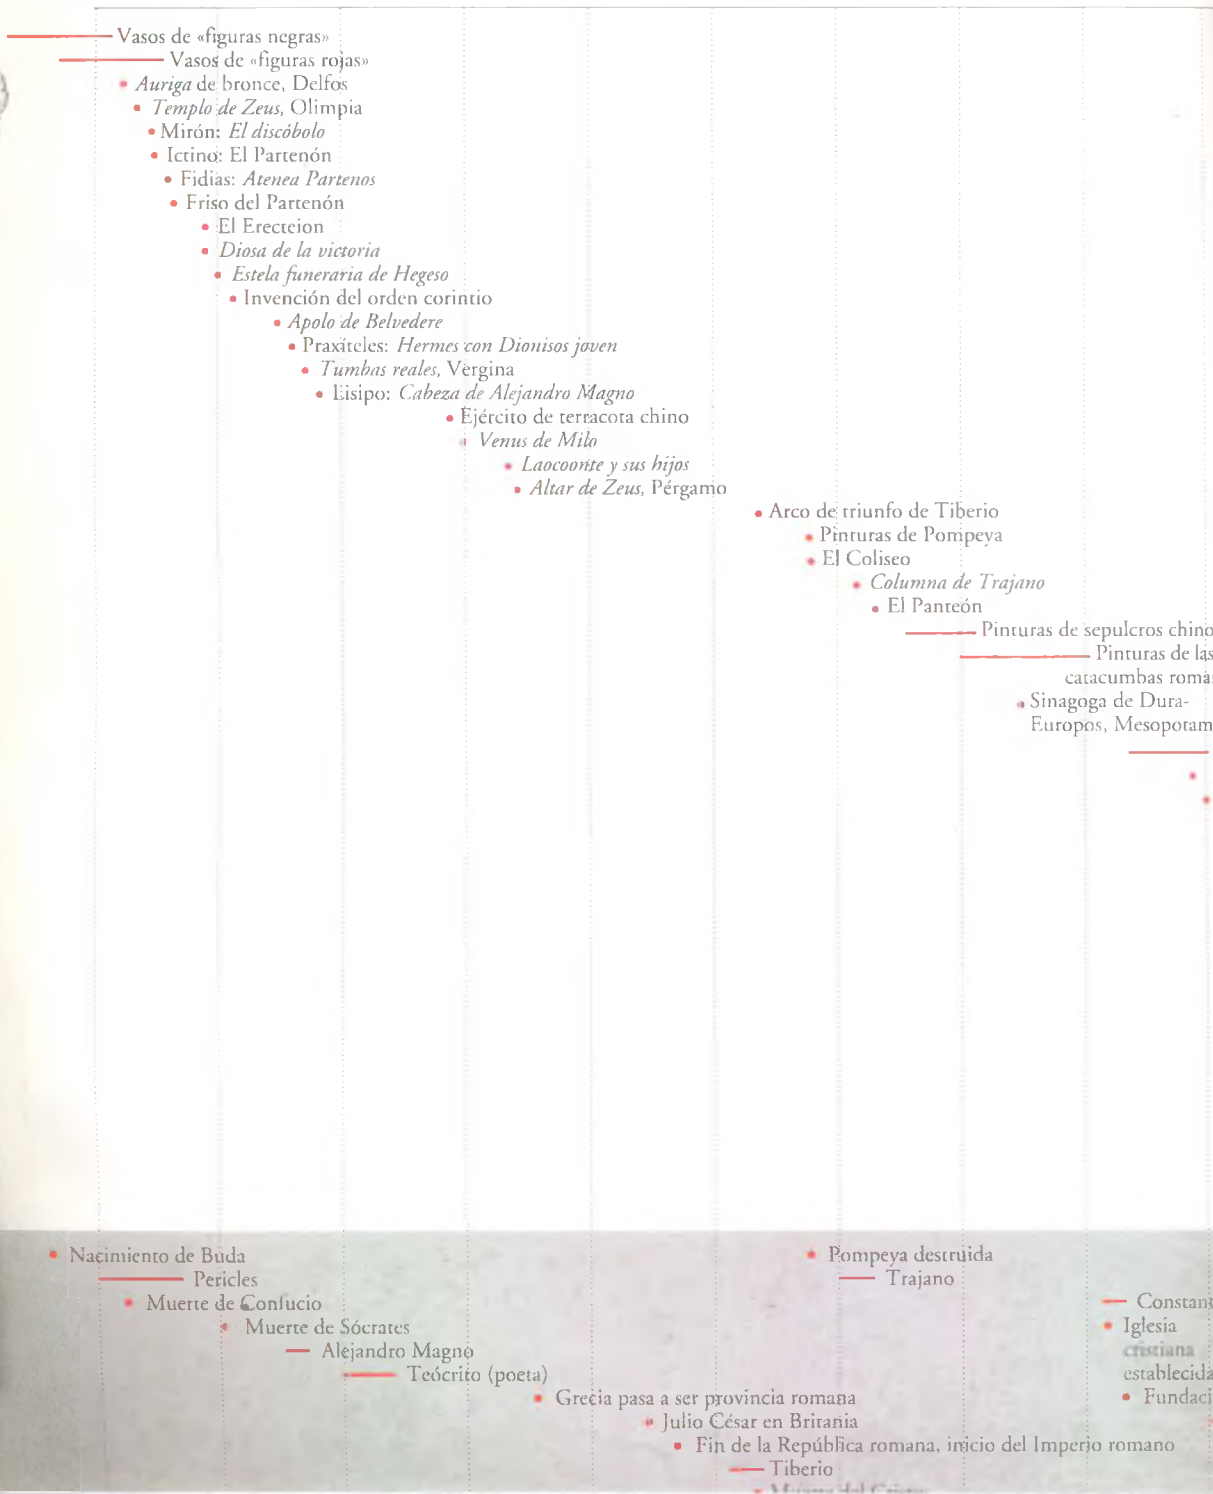 Vasos de «figuras negras»
Vasos de «figuras rojas»
Auriga de bronce, Delfos
Templo de Zeus, Olimpia
Mirón: El discóbolo
Ictino: El Partenón
Fidias: Atenea Partenos
Friso del Partenón
El Erecteion
Diosa de la victoria
Estela funeraria de Hegeso
Invención del orden corintio
Apolo de Belvedere
Praxíteles: Hermes con Dionisos joven
Tumbas reales, Vergina
Lisipo: Cabeza de Alejandro Magno
Ejército de terracota chino
Venus de Milo
Laocoonte y sus hijos
Altar de Zeus, Pérgamo
Arco de triunfo de Tiberio
Pinturas de Pompeya
El Coliseo
Columna de Trajano
El Panteón
Pinturas de sepulcros chino
Pinturas de las
catacumbas roma
Sinagoga de Dura-
Europos, Mesopotam
Nacimiento de Buda
Pericles
Muerte de Confucio
Muerte de Sócrates
Alejandro Magno
Teócrito (poeta)
Grecia pasa a ser provincia romana
Julio César en Britania
Fin de la República romana, inicio del Imperio romano
Tiberio
Pompeya destruida
Trajano
Constant
Iglesia
cristiana
establecida
Fundaci